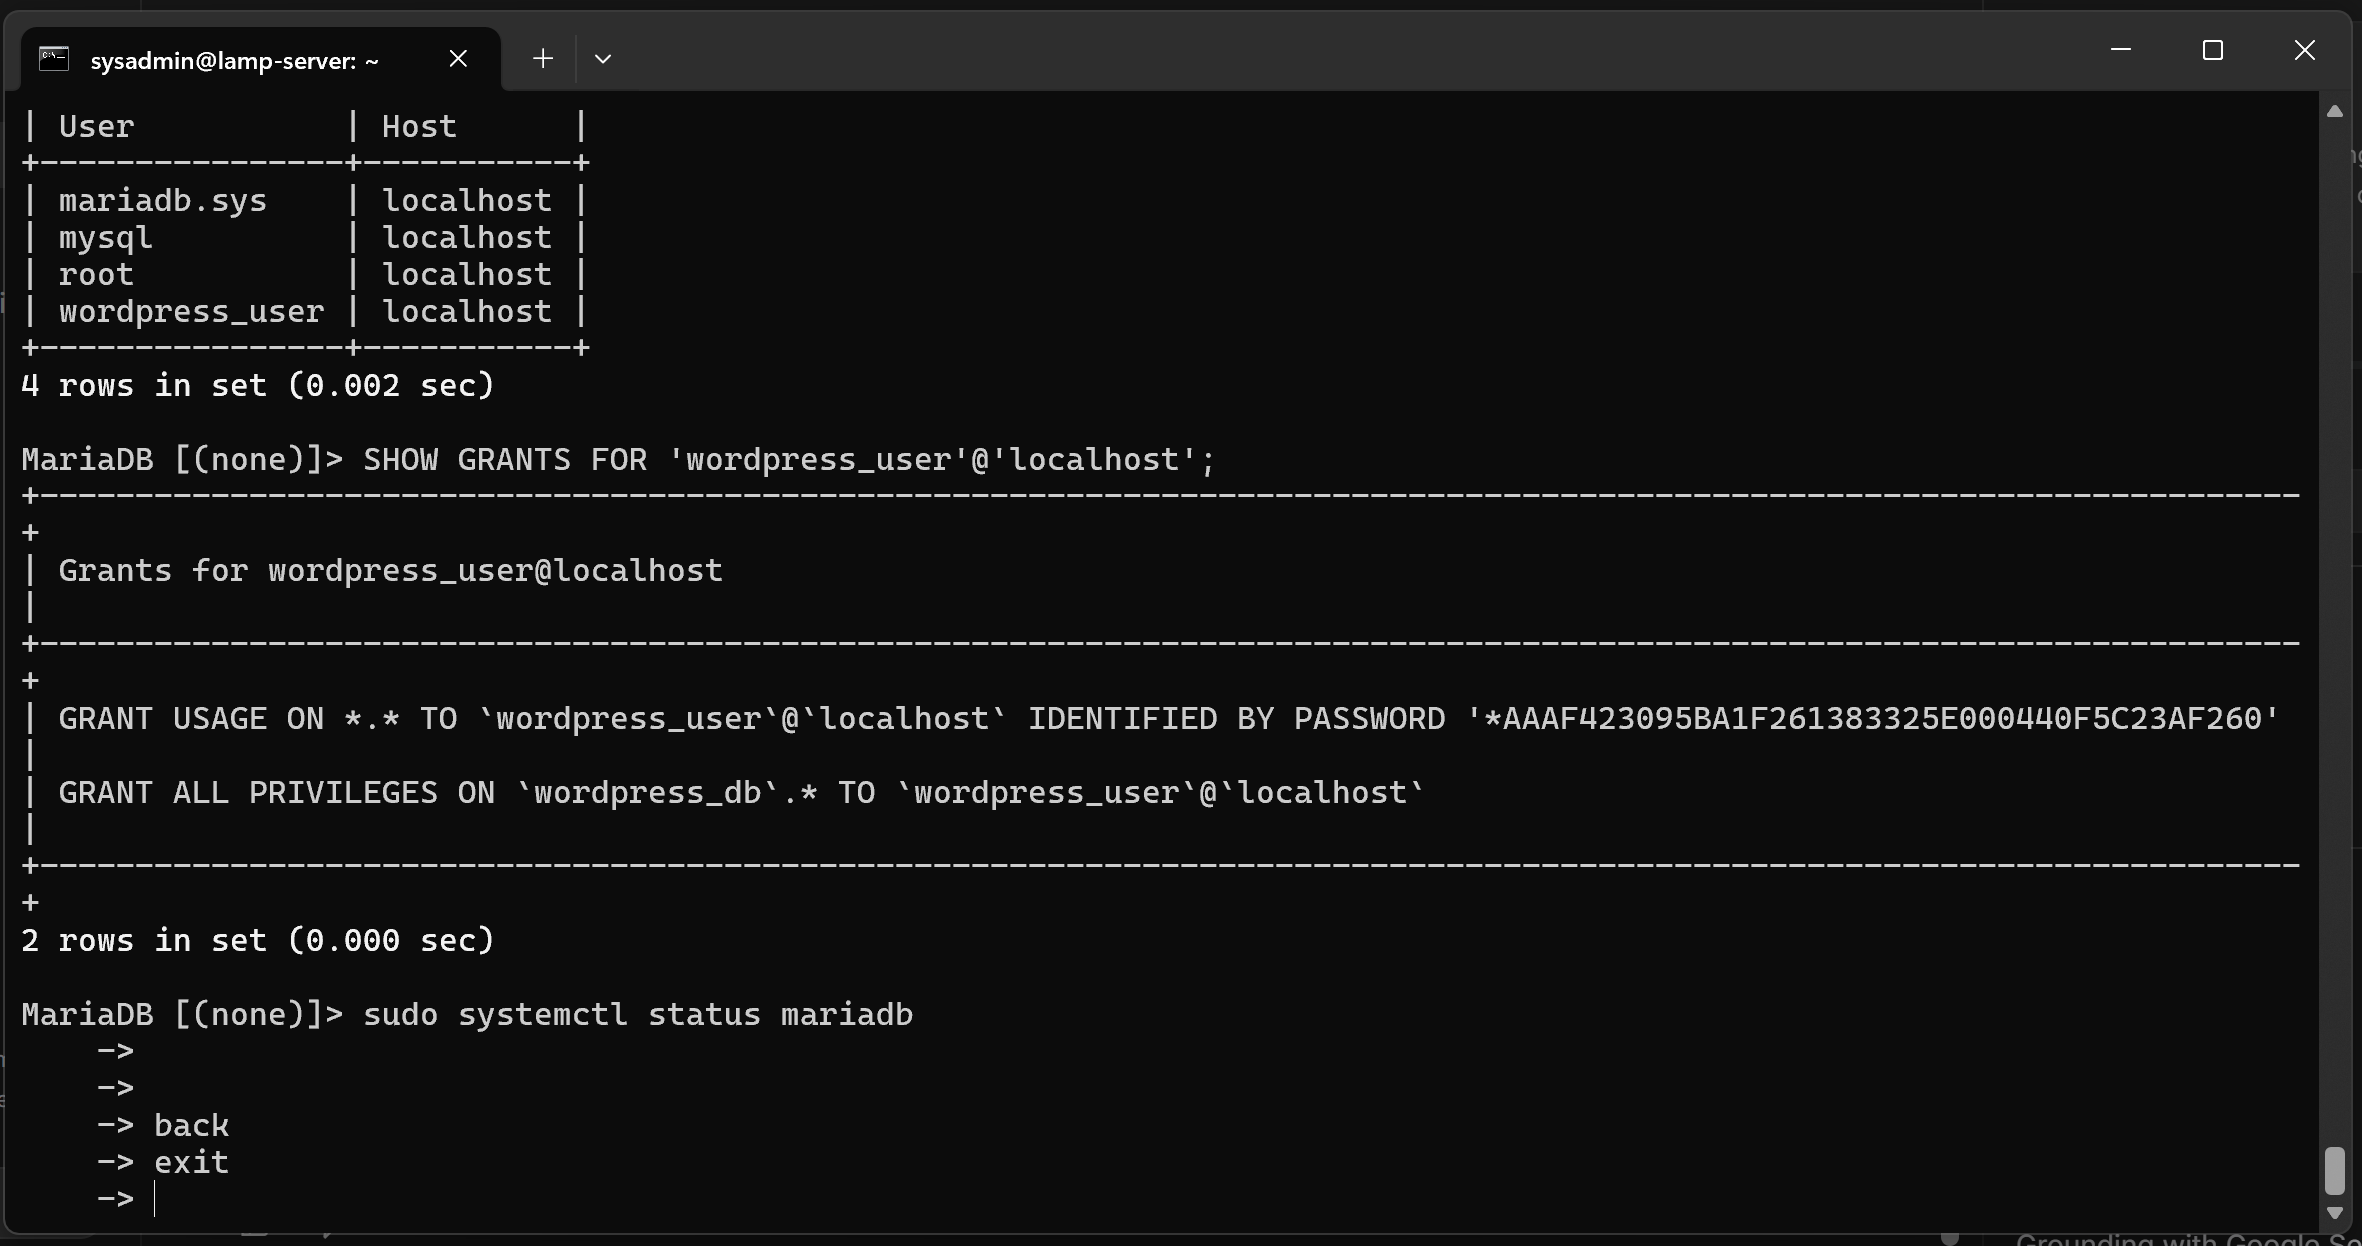 sysadmin@lamp-server: ~
| User           | Host      |
+----------------+-----------+
| mariadb.sys    | localhost |
| mysql          | localhost |
| root           | localhost |
| wordpress_user | localhost |
+----------------+-----------+
4 rows in set (0.002 sec)
MariaDB [(none)]> SHOW GRANTS FOR 'wordpress_user'@'localhost';
+-----------------------------------------------------------------------------------------------------------------------
+
| Grants for wordpress_user@localhost
|
+-----------------------------------------------------------------------------------------------------------------------
+
| GRANT USAGE ON *.* TO `wordpress_user`@`localhost` IDENTIFIED BY PASSWORD '*AAAF423095BA1F261383325E000440F5C23AF260'
|
| GRANT ALL PRIVILEGES ON `wordpress_db`.* TO `wordpress_user`@`localhost`
|
+-----------------------------------------------------------------------------------------------------------------------
+
2 rows in set (0.000 sec)
MariaDB [(none)]> sudo systemctl status mariadb
    ->
    ->
    -> back
    -> exit
    ->
Grounding with Google